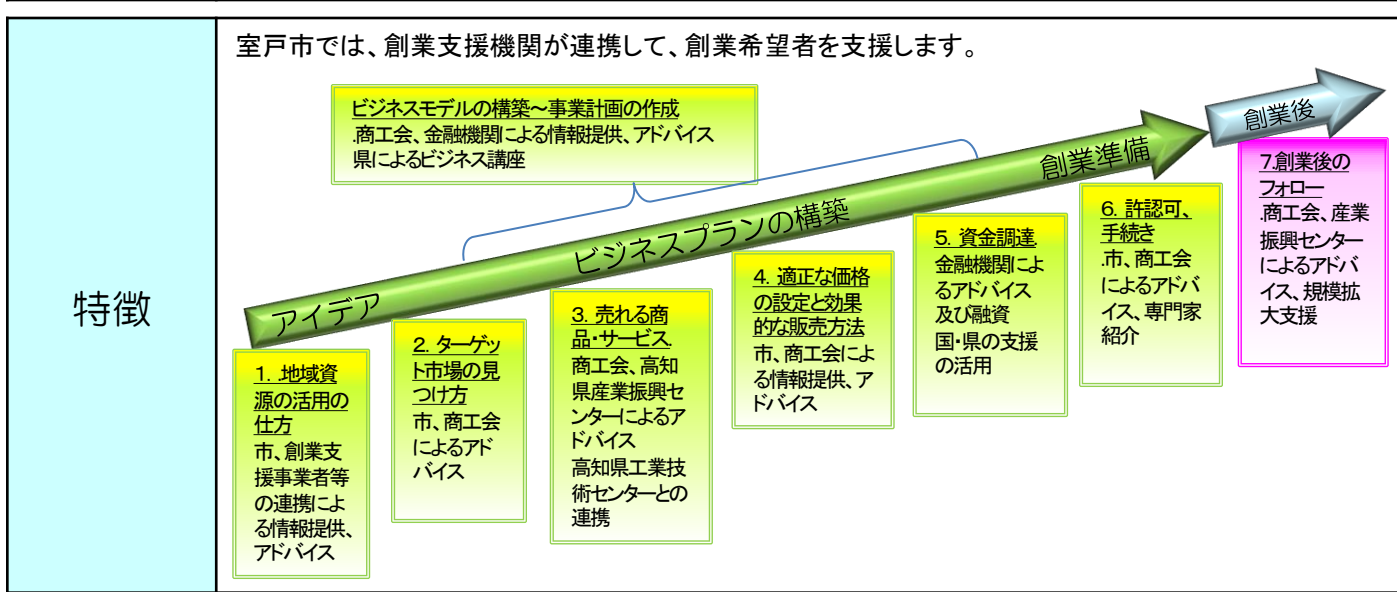 特徴
室戸市では、創業支援機関が連携して、創業希望者を支援します。
ビジネスモデルの構築～事業計画の作成
.商工会、金融機関による情報提供、アドバイス
県によるビジネス講座
アイデア
ビジネスプランの構築
創業準備
創業後
1. 地域資
源の活用の
仕方
市、創業支
援事業者等
の連携によ
る情報提供、
アドバイス
2. ターゲッ
ト市場の見
つけ方
市、商工会
によるアド
バイス
3. 売れる商
品・サービス
商工会、高知
県産業振興セ
ンターによるア
ドバイス
高知県工業技
術センターとの
連携
4. 適正な価格
の設定と効果
的な販売方法
市、商工会によ
る情報提供、ア
ドバイス
5. 資金調達
金融機関によ
るアドバイス
及び融資
国・県の支援
の活用
6. 許認可、
手続き
.市、商工会
によるアドバ
イス、専門家
紹介
7.創業後の
フォロー
.商工会、産業
振興センター
によるアドバ
イス、規模拡
大支援